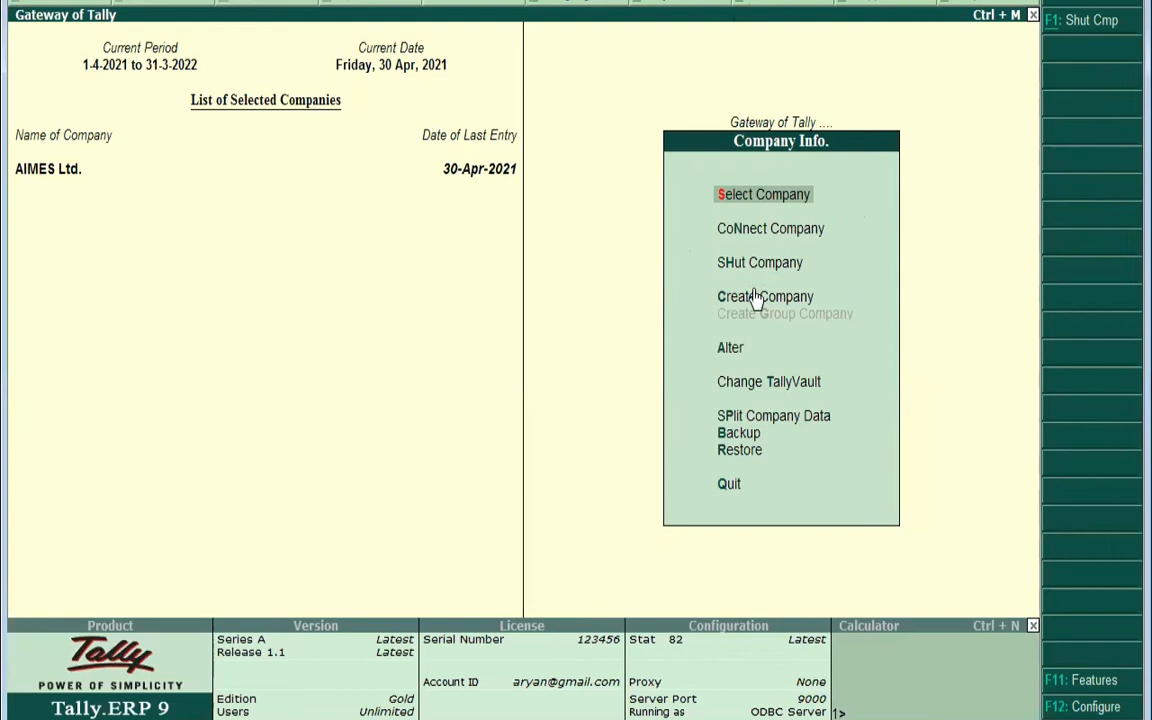 Gateway of Tally
Ctrl + M
x
F1: Shut Cmp
Current Period
Current Date
1-4-2021 to 31-3-2022
Friday, 30 Apr, 2021
List of Selected Companies
Name of Company
Date of Last Entry
AIMES Ltd.
30-Apr-2021
Gateway of Tally ....
Company Info.
Select Company
CoNnect Company
SHut Company
Create Company
Create Group Company
Alter
Change TallyVault
SPlit Company Data
Backup
Restore
Quit
Product
Version
License
Configuration
Calculator
Ctrl + N
x
Tally
POWER OF SIMPLICITY
Tally.ERP 9
Series A
Latest
Release 1.1
Latest
Edition
Gold
Users
Unlimited
Serial Number
123456
Account ID
aryan@gmail.com
Stat 82
Latest
Proxy
None
Server Port
9000
Running as
ODBC Server
1>
F11: Features
F12: Configure